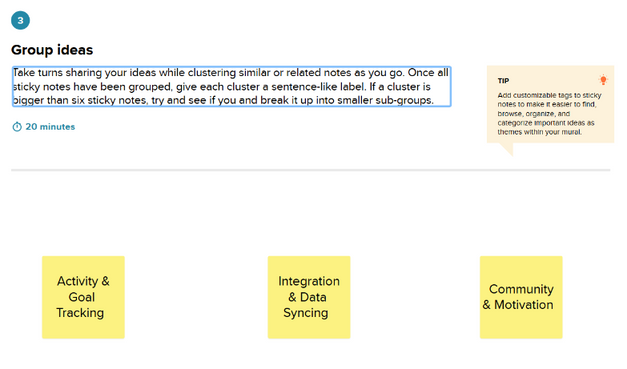 3
Group ideas
Take turns sharing your ideas while clustering similar or related notes as you go. Once all
sticky notes have been grouped, give each cluster a sentence-like label. If a cluster is
bigger than six sticky notes, try and see if you and break it up into smaller sub-groups.
20 minutes
TIP
Add customizable tags to sticky
notes to make it easier to find,
browse, organize, and
categorize important ideas as
themes within your mural.
Activity &
Goal
Tracking
Integration
& Data
Syncing
Community
& Motivation